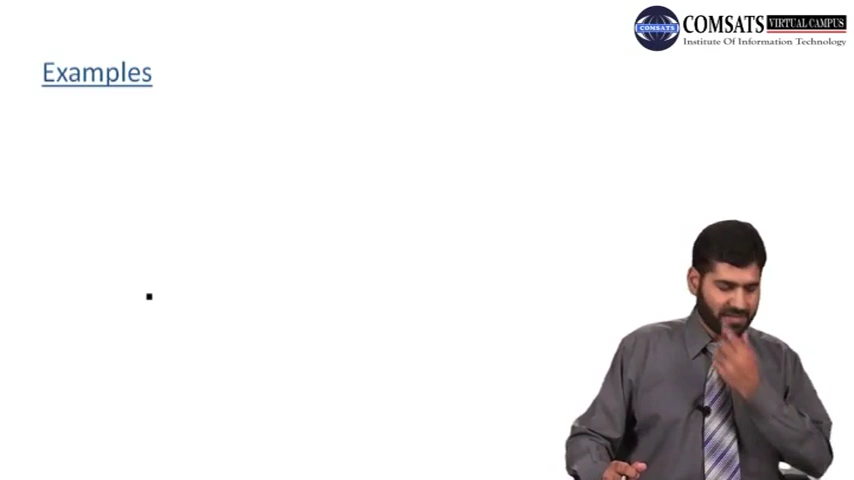 COMSATS VIRTUAL CAMPUS
COMSATS
Institute Of Information Technology
Examples